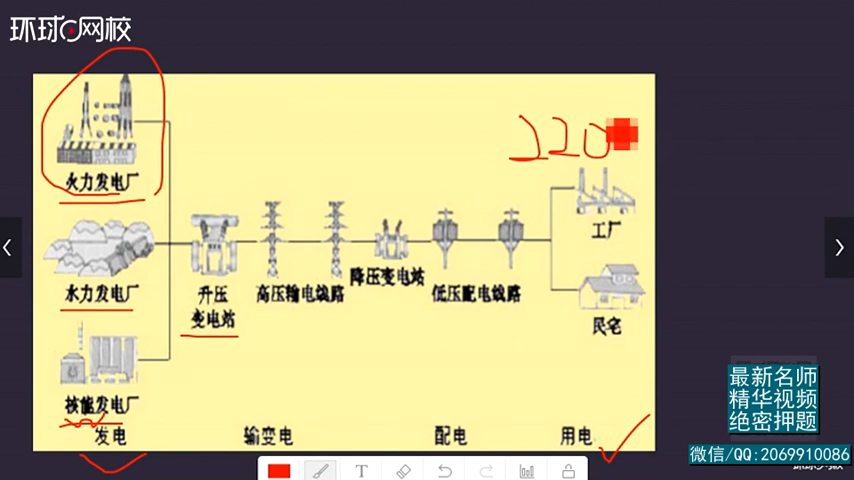 环球网校
220
火力发电厂
水力发电厂
核能发电厂
升压
变电站
高压输电线路
降压变电站
低压配电线路
工厂
民宅
发电
输变电
配电
用电
T
最新名师
精华视频
绝密押题
微信/QQ:2069910086